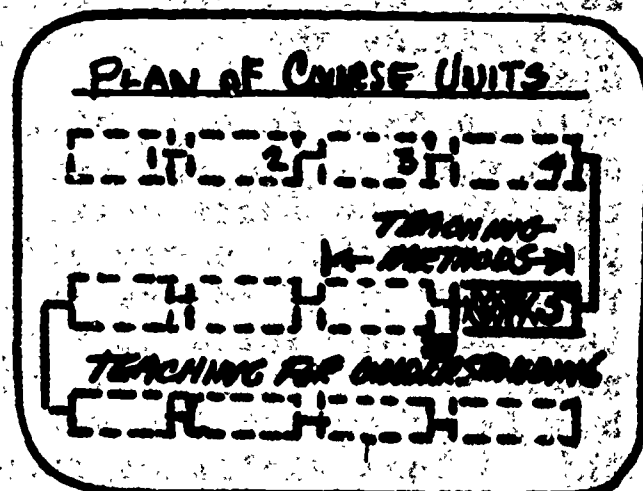 PLAN OF COURSE UNITS
1 2 3 4
TEACHING
METHODS
5
TEACHING FOR UNDERSTANDING